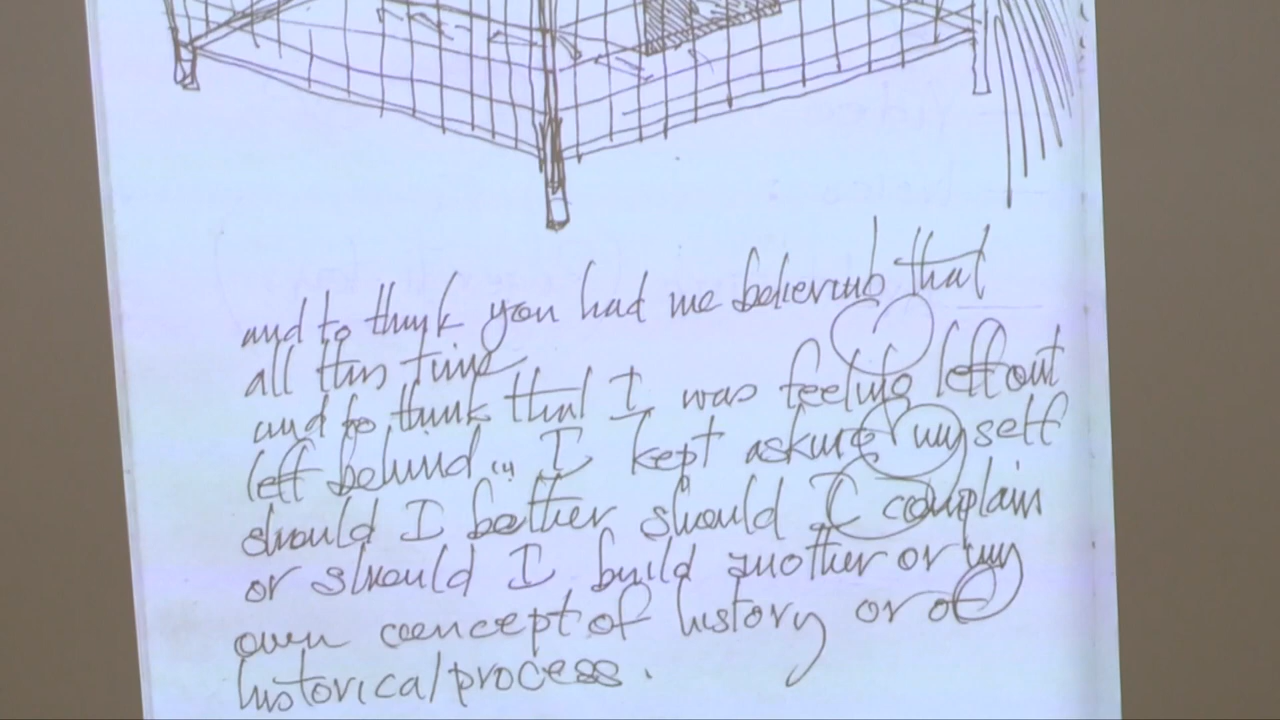 and to think you had me believing that
all this time
and to think that I was feeling left out
left behind... I kept asking myself
should I bother should I complain
or should I build another or my
own concept of history or of
historical process.